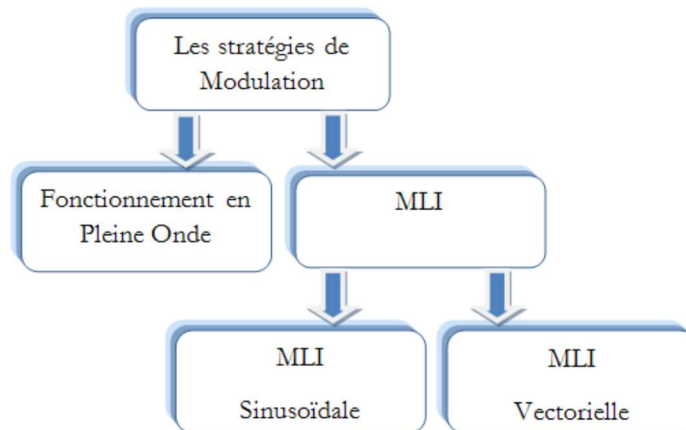 Les stratégies de
Modulation
Fonctionnement en
Pleine Onde
MLI
MLI
Sinusoïdale
MLI
Vectorielle